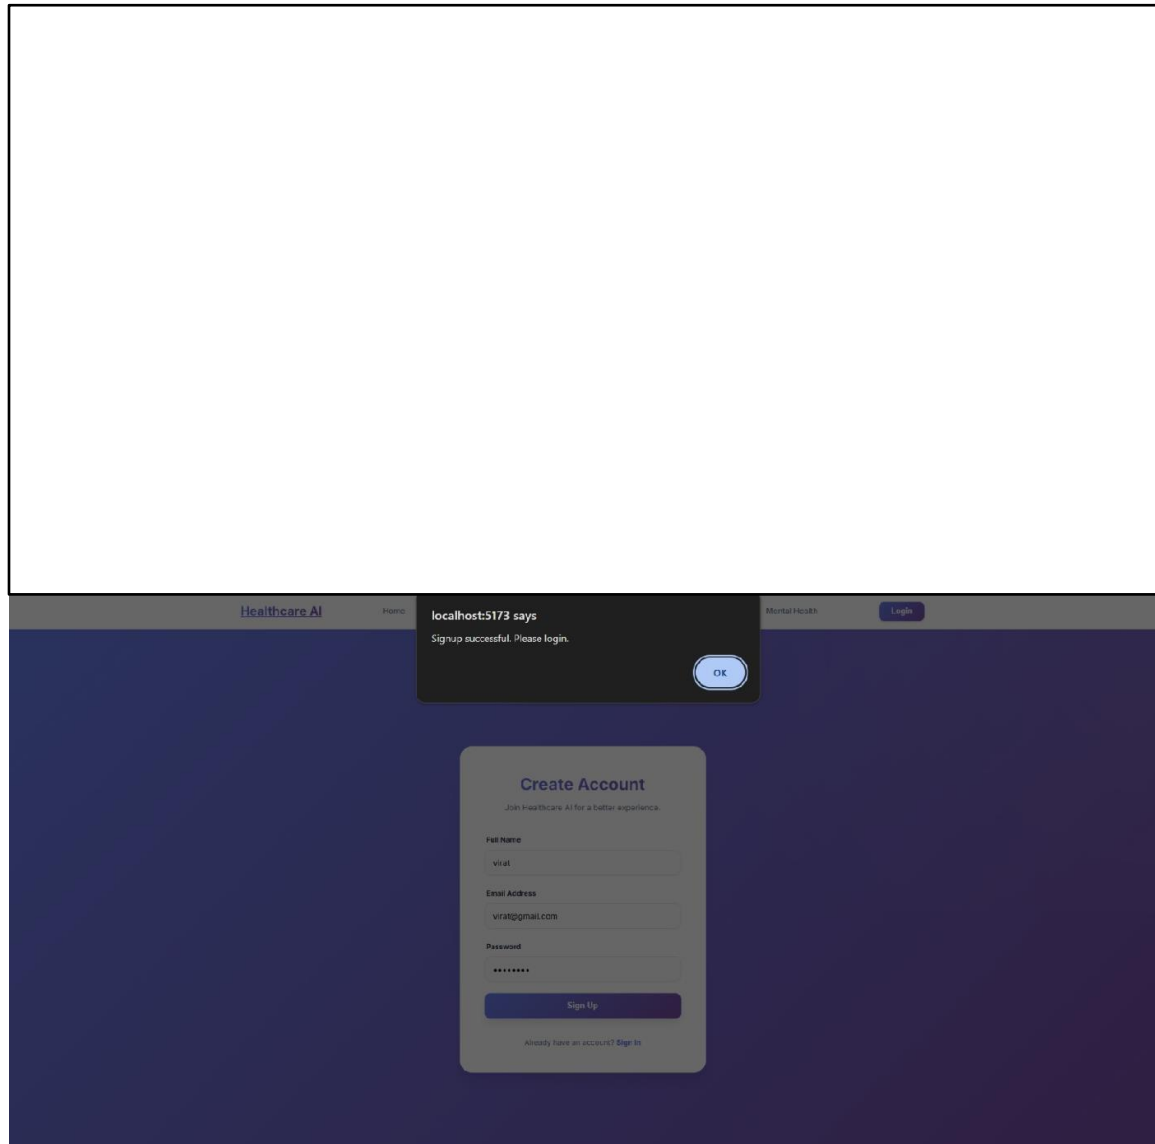 Healthcare AI Home Mental Health Login
localhost:5173 says
Signup successful. Please login.
OK
Create Account
Join Healthcare AI for a better experience
Full Name
virat
Email Address
virat@gmail.com
Password
Sign Up
Already have an account? Sign In